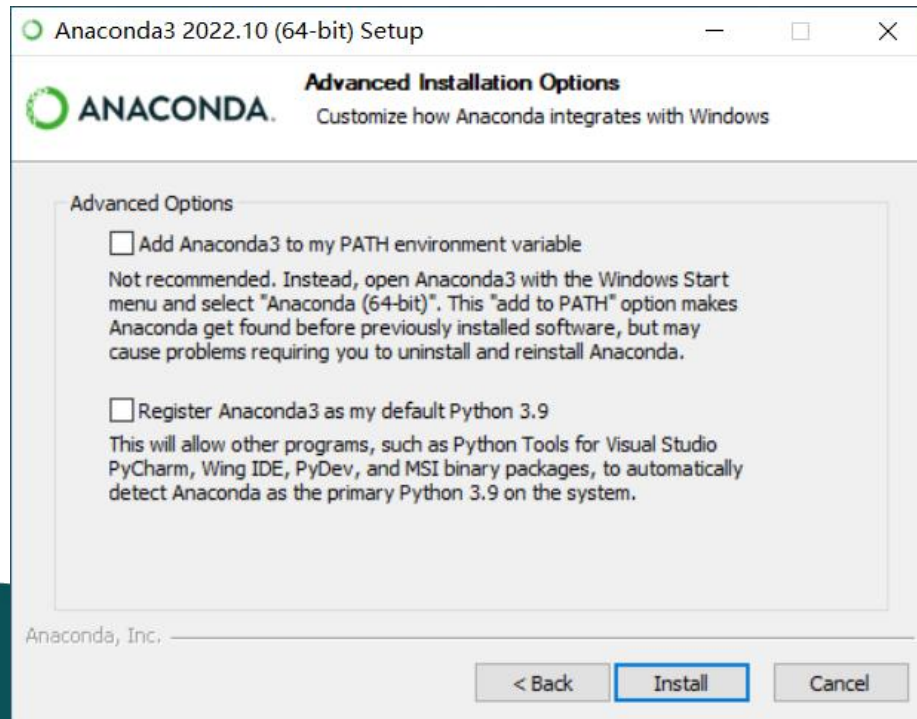 Anaconda3 2022.10 (64-bit) Setup
ANACONDA.
Advanced Installation Options
Customize how Anaconda integrates with Windows
Advanced Options
Add Anaconda3 to my PATH environment variable
Not recommended. Instead, open Anaconda3 with the Windows Start
menu and select "Anaconda (64-bit)". This "add to PATH" option makes
Anaconda get found before previously installed software, but may
cause problems requiring you to uninstall and reinstall Anaconda.
Register Anaconda3 as my default Python 3.9
This will allow other programs, such as Python Tools for Visual Studio
PyCharm, Wing IDE, PyDev, and MSI binary packages, to automatically
detect Anaconda as the primary Python 3.9 on the system.
Anaconda, Inc.
< Back
Install
Cancel